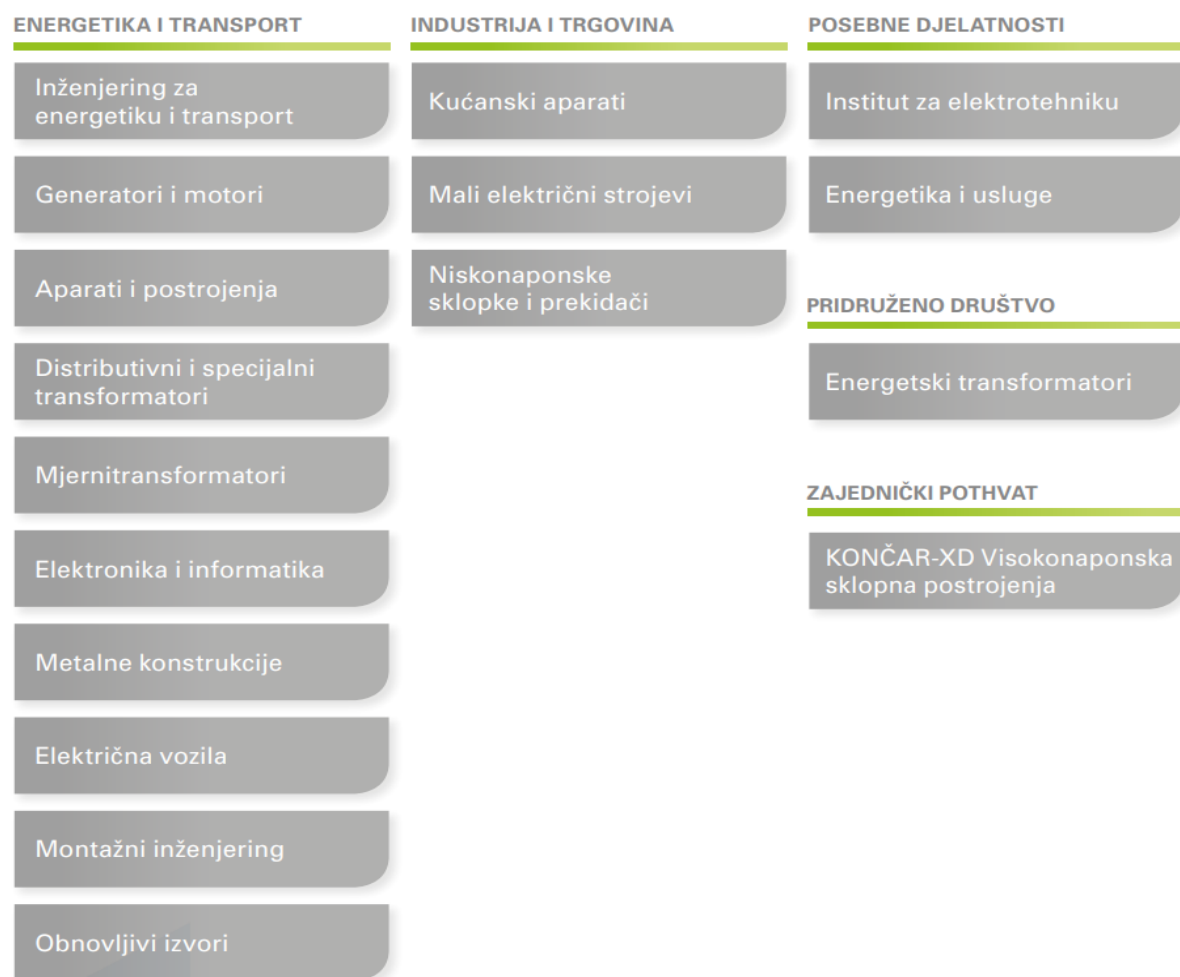 ENERGETIKA I TRANSPORT
Inženjering za
energetiku i transport
Generatori i motori
Aparati i postrojenja
Distributivni i specijalni
transformatori
Mjernitransformatori
Elektronika i informatika
Metalne konstrukcije
Električna vozila
Montažni inženjering
Obnovljivi izvori
INDUSTRIJA I TRGOVINA
Kućanski aparati
Mali električni strojevi
Niskonaponske
sklopke i prekidači
POSEBNE DJELATNOSTI
Institut za elektrotehniku
Energetika i usluge
PRIDRUŽENO DRUŠTVO
Energetski transformatori
ZAJEDNIČKI POTHVAT
KONČAR-XD Visokonaponska
sklopna postrojenja